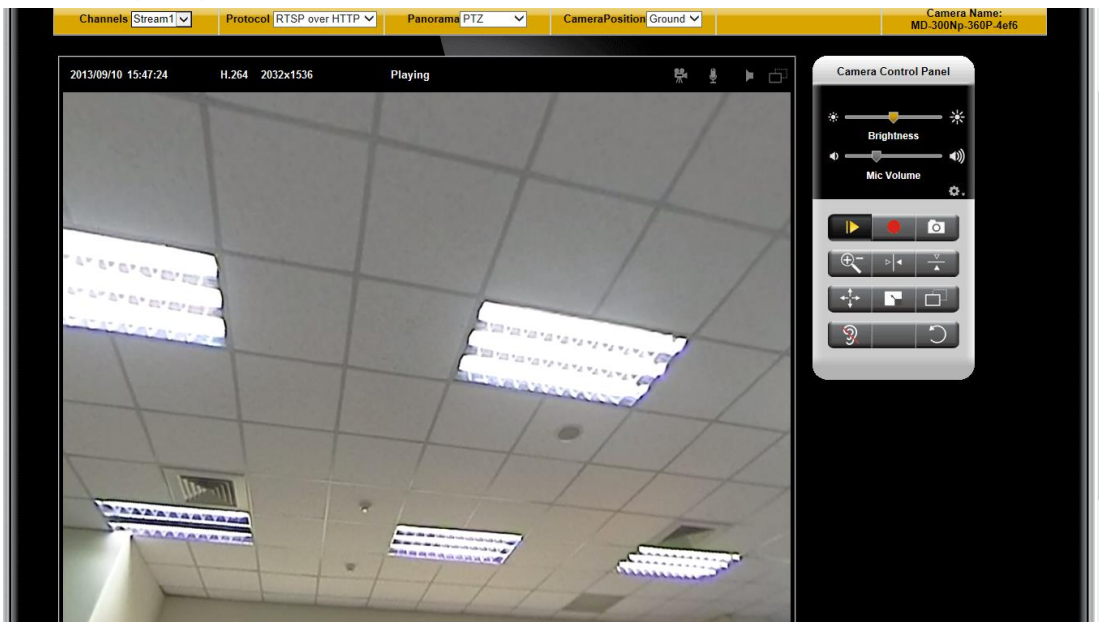 Channels Stream1 Protocol RTSP over HTTP Panorama PTZ CameraPosition Ground Camera Name:
MD-300Np-360P-4ef6
2013/09/10 15:47:24 H.264 2032x1536 Playing
Camera Control Panel
Brightness
Mic Volume